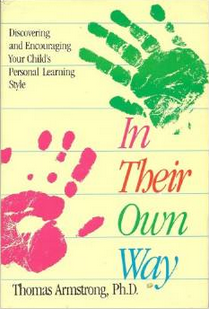 Discovering
and Encouraging
Your Child's
Personal Learning
Style
In
Their
Own
Way
Thomas Armstrong, Ph.D.